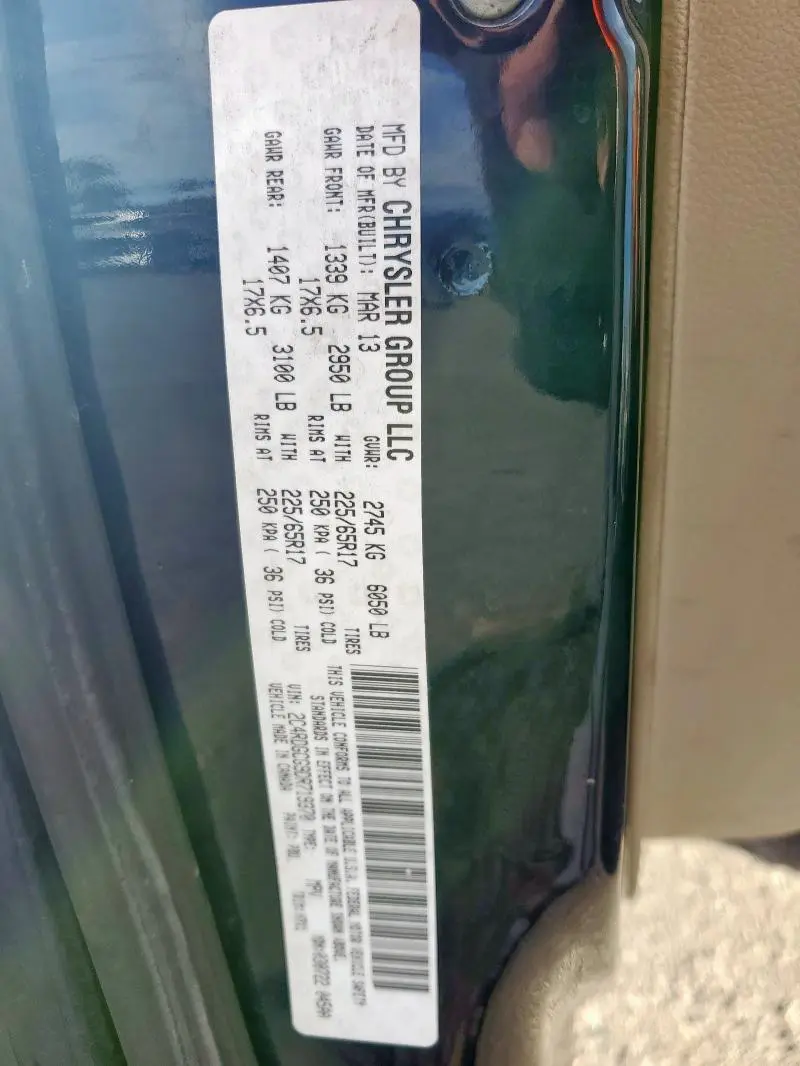 MFD BY CHRYSLER GROUP LLC
DATE OF MFR(BUILT): MAR 13 GVWR: 2745 KG 6050 LB
GAWR FRONT: 1339 KG 2950 LB WITH 225/65R17 TIRES
17X6.5 RIMS AT 250 KPA ( 36 PSI) COLD
GAWR REAR: 1407 KG 3100 LB WITH 225/65R17 TIRES
17X6.5 RIMS AT 250 KPA ( 36 PSI) COLD
THIS VEHICLE CONFORMS TO ALL APPLICABLE U.S.A. FEDERAL MOTOR VEHICLE SAFETY
STANDARDS IN EFFECT ON THE DATE OF MANUFACTURE SHOWN ABOVE.
VIN: TYPE: MPV
VEHICLE MADE IN CANADA PAINT: